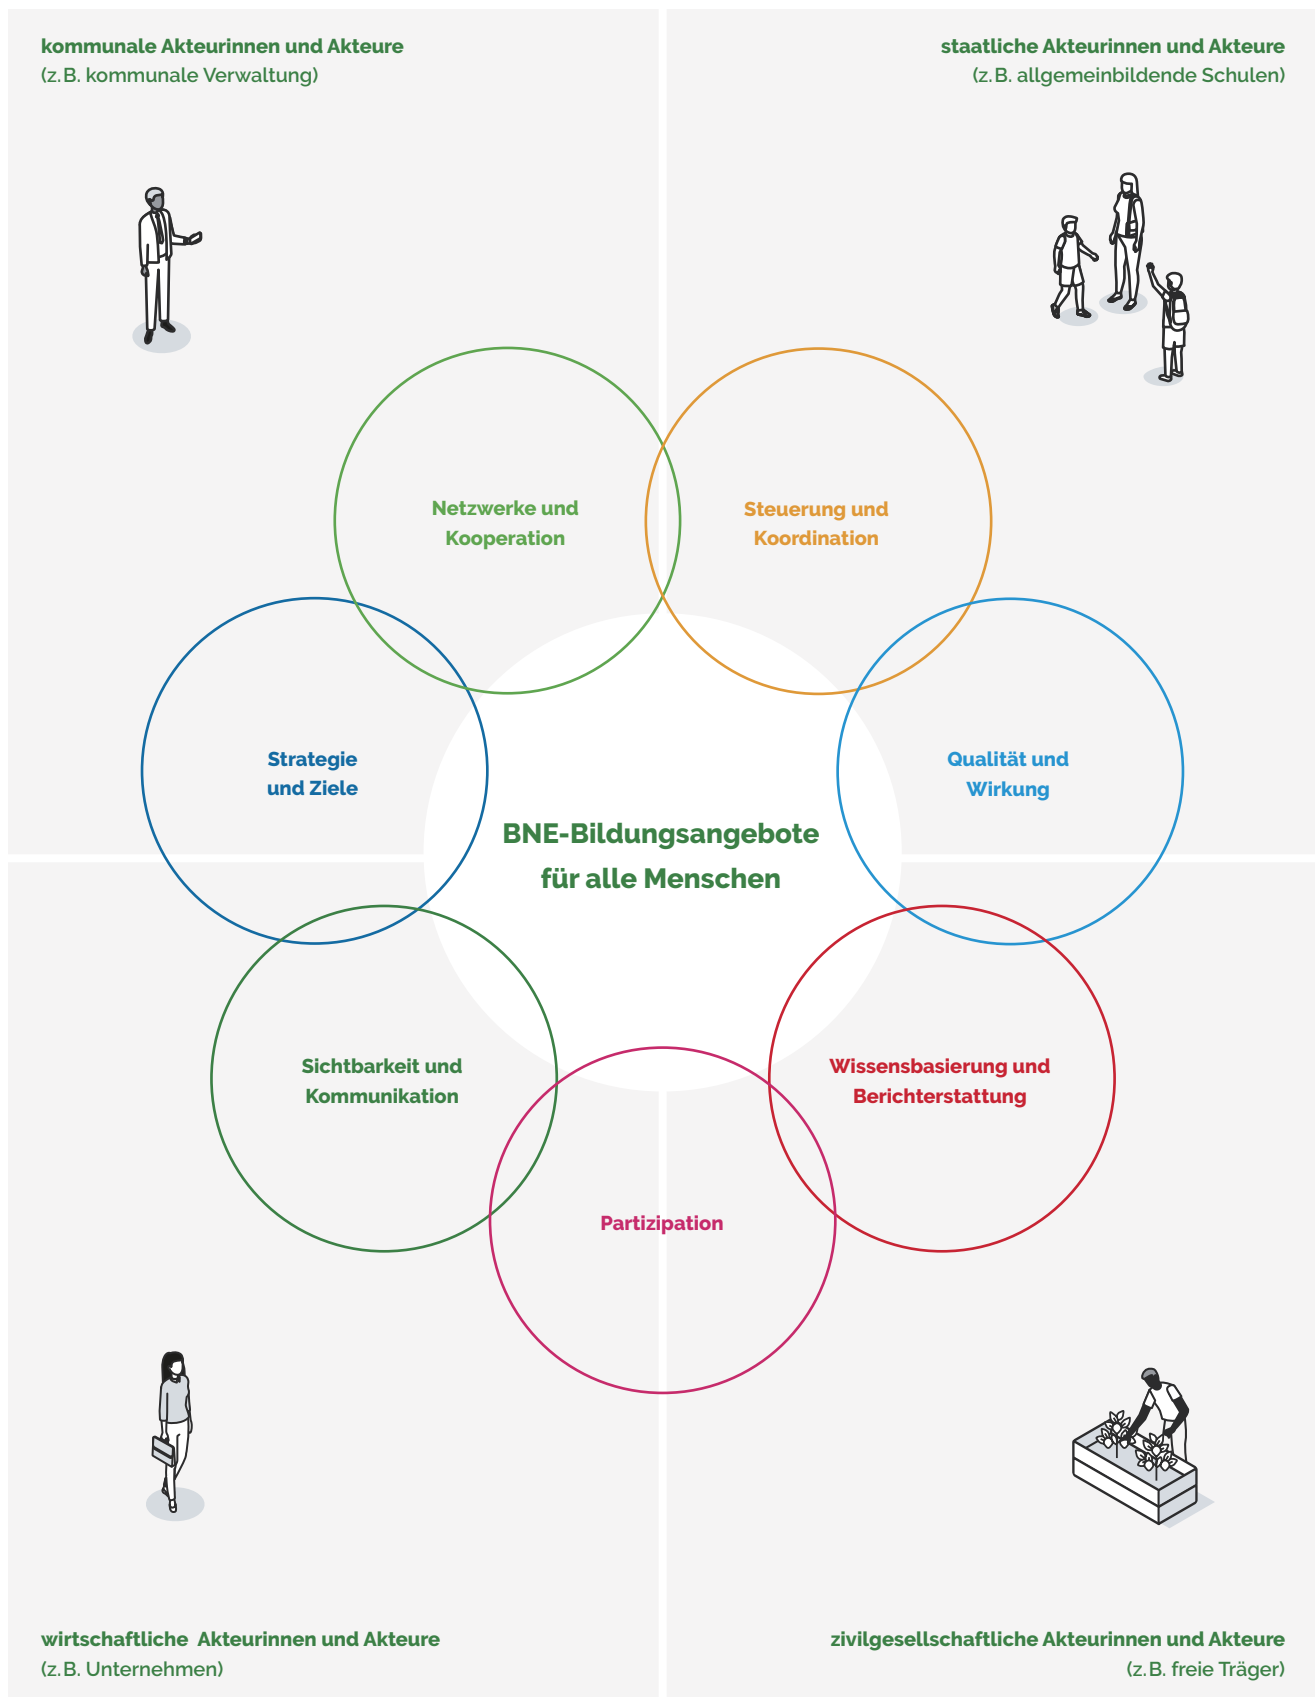 kommunale Akteurinnen und Akteure
(z. B. kommunale Verwaltung)
staatliche Akteurinnen und Akteure
(z. B. allgemeinbildende Schulen)
Netzwerke und
Kooperation
Steuerung und
Koordination
Strategie
und Ziele
Qualität und
Wirkung
BNE-Bildungsangebote
für alle Menschen
Sichtbarkeit und
Kommunikation
Wissensbasierung und
Berichterstattung
Partizipation
wirtschaftliche Akteurinnen und Akteure
(z. B. Unternehmen)
zivilgesellschaftliche Akteurinnen und Akteure
(z. B. freie Träger)